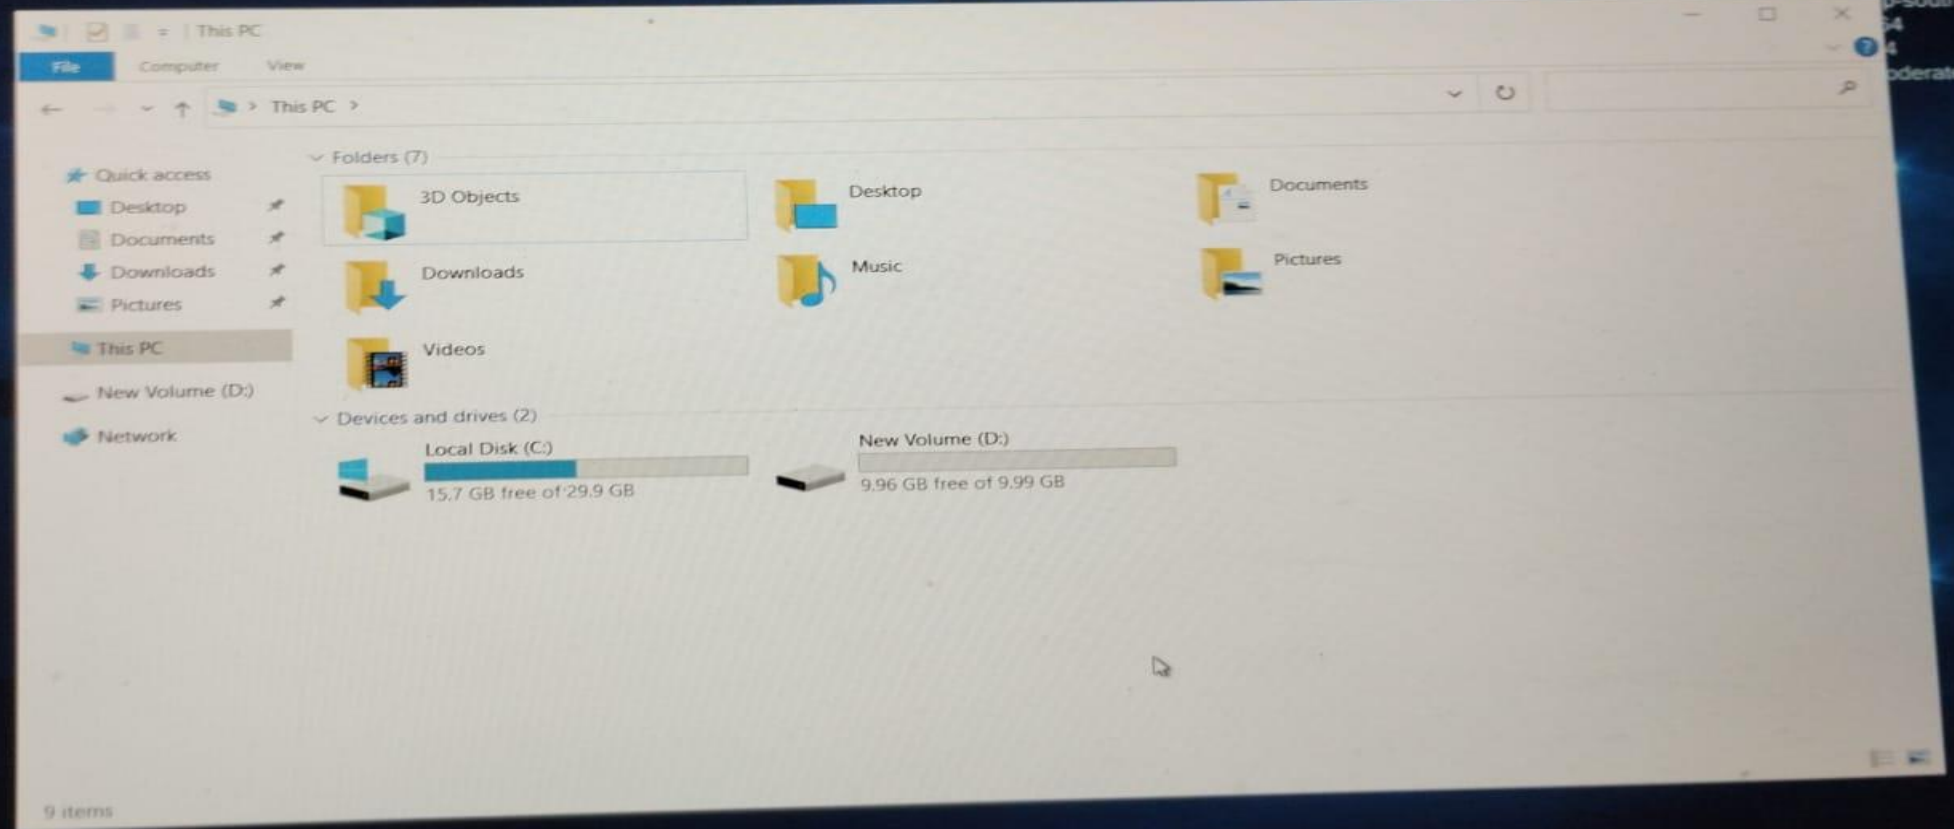 This PC
File Computer View
This PC
Quick access
Desktop
Documents
Downloads
Pictures
This PC
New Volume (D:)
Network
Folders (7)
3D Objects
Desktop
Documents
Downloads
Music
Pictures
Videos
Devices and drives (2)
Local Disk (C:)
15.7 GB free of 29.9 GB
New Volume (D:)
9.96 GB free of 9.99 GB
9 items